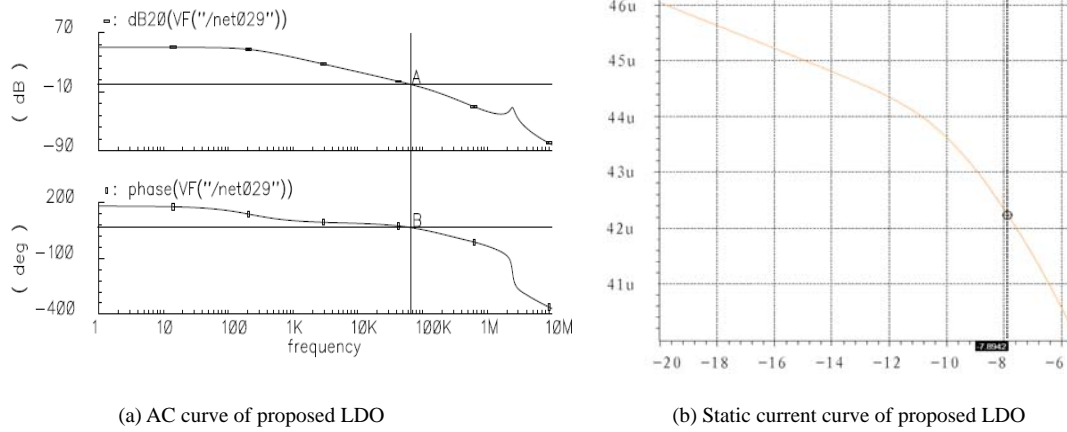 ▭: dB20(VF("/net029"))
70
-10
-90
( dB )
A
▯: phase(VF("/net029"))
200
-100
-400
( deg )
B
1 10 100 1K 10K 100K 1M 10M
frequency
46u
45u
44u
43u
42u
41u
-7.8942
-20 -18 -16 -14 -12 -10 -8 -6
(a) AC curve of proposed LDO
(b) Static current curve of proposed LDO